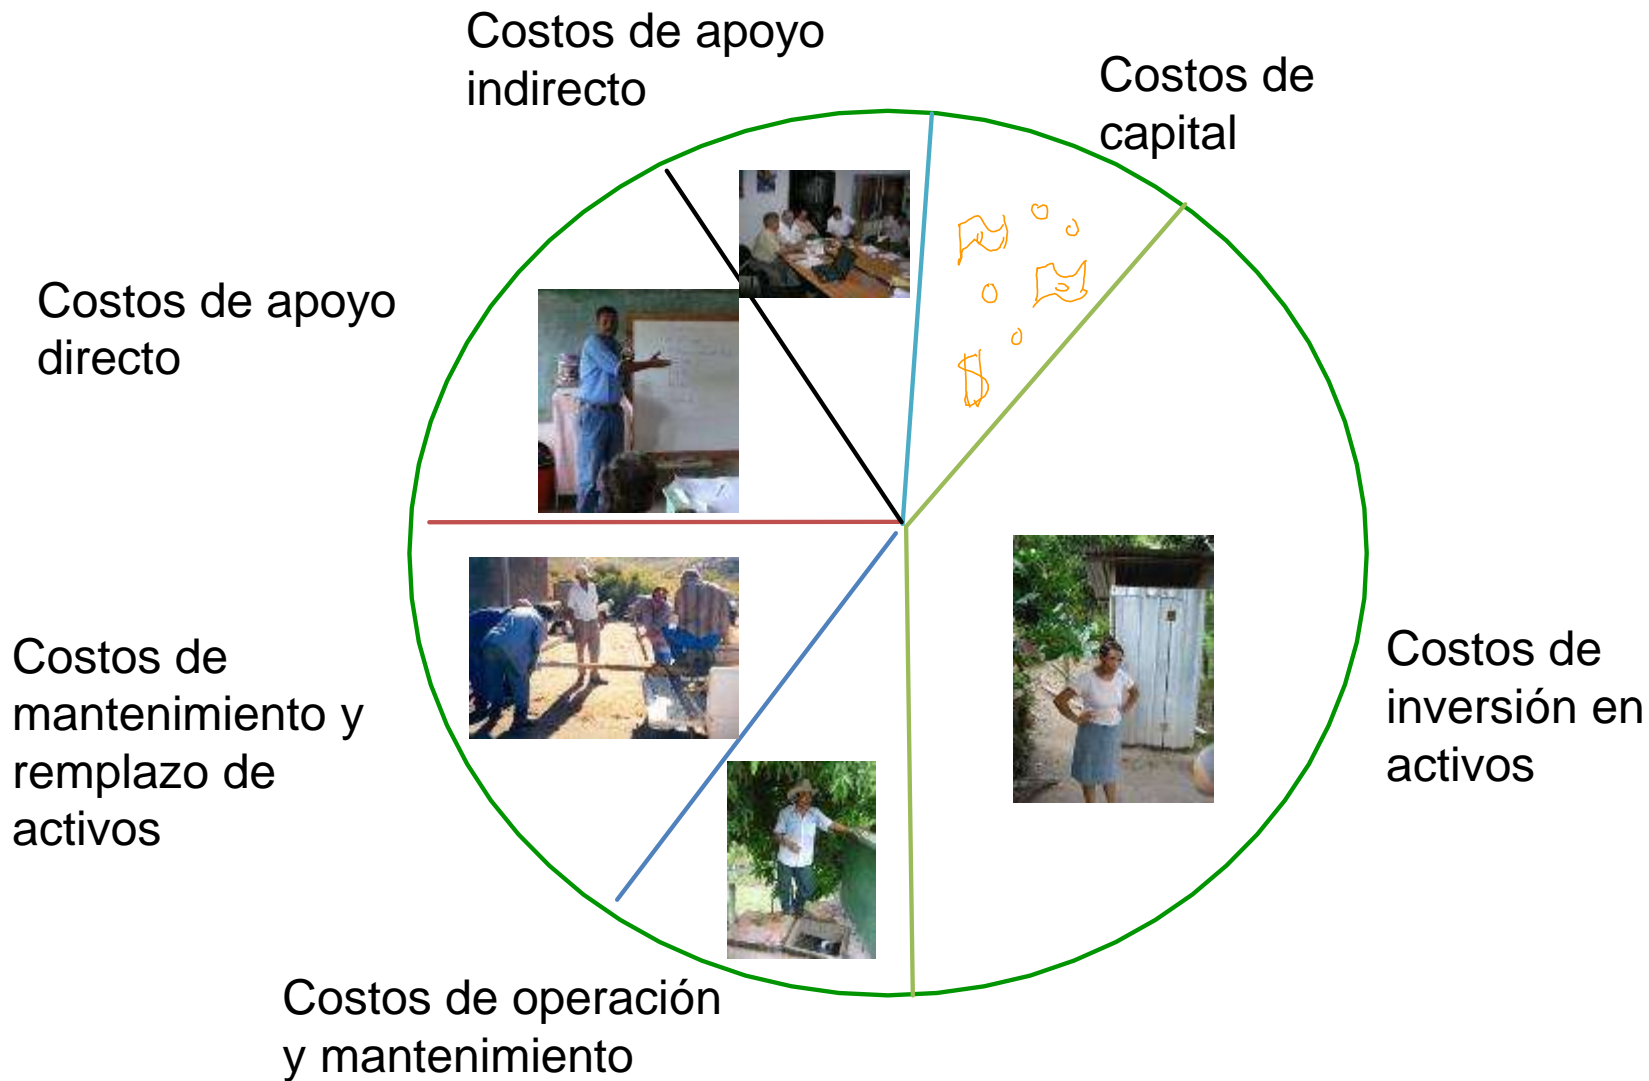 Costos de apoyo
indirecto
Costos de
capital
Costos de apoyo
directo
$
Costos de
mantenimiento y
remplazo de
activos
Costos de
inversión en
activos
Costos de operación
y mantenimiento